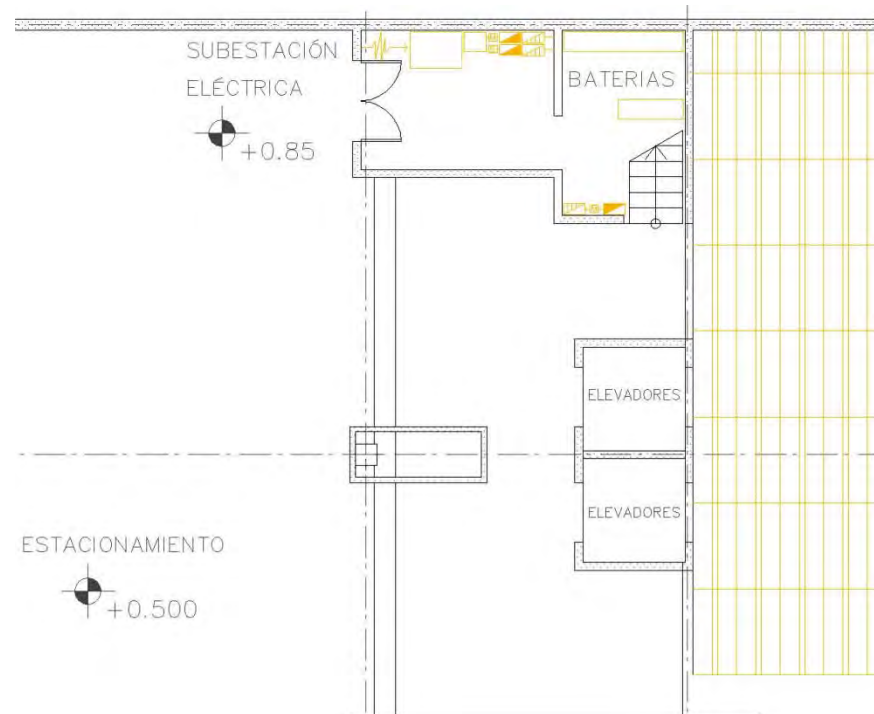 SUBESTACIÓN
ELÉCTRICA
+0.85
BATERIAS
ELEVADORES
ELEVADORES
ESTACIONAMIENTO
+0.500